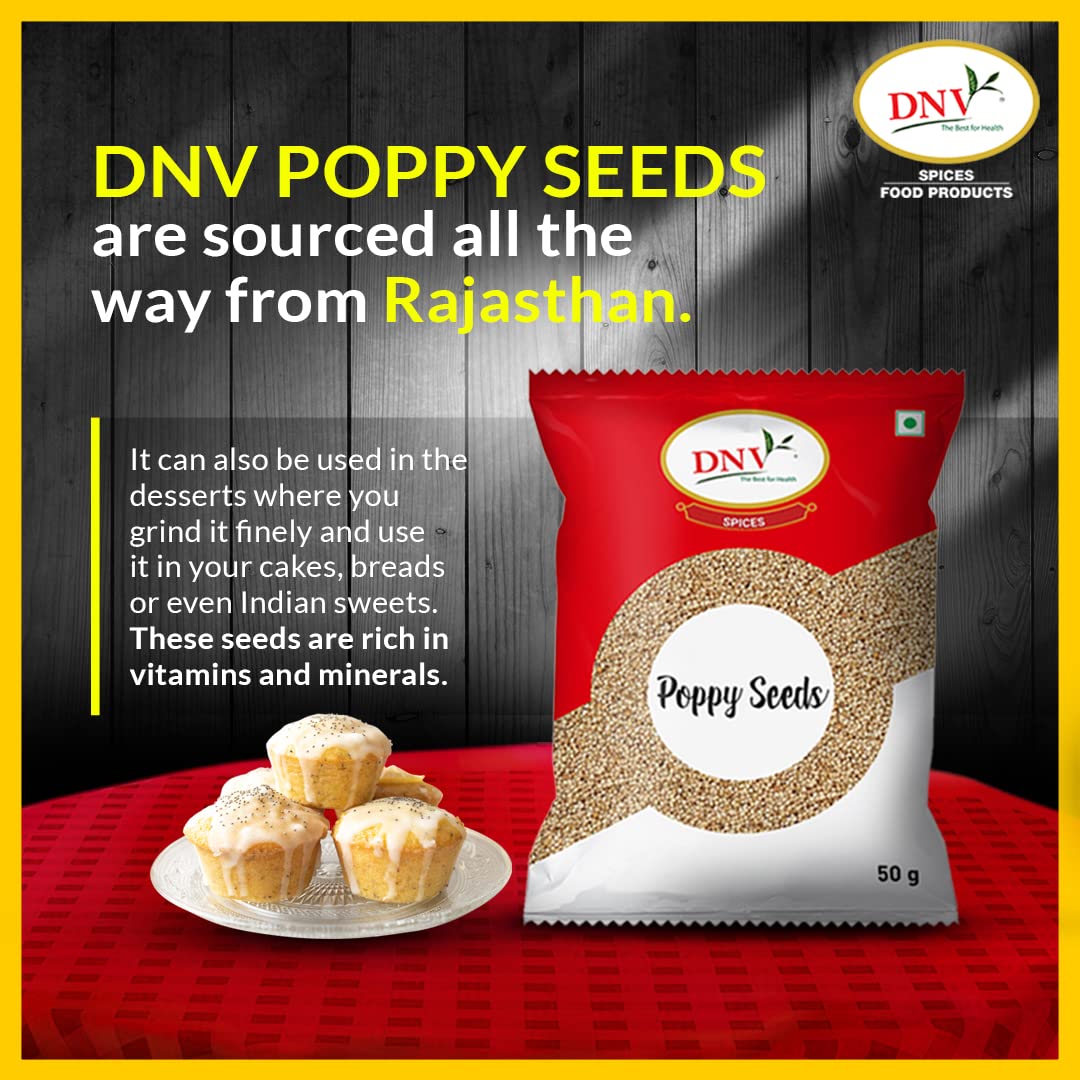 DNV
The Best for Health
SPICES
FOOD PRODUCTS
DNV POPPY SEEDS
are sourced all the
way from Rajasthan.
It can also be used in the
desserts where you
grind it finely and use
it in your cakes, breads
or even Indian sweets.
These seeds are rich in
vitamins and minerals.
DNV
The Best for Health
SPICES
Poppy Seeds
50 g